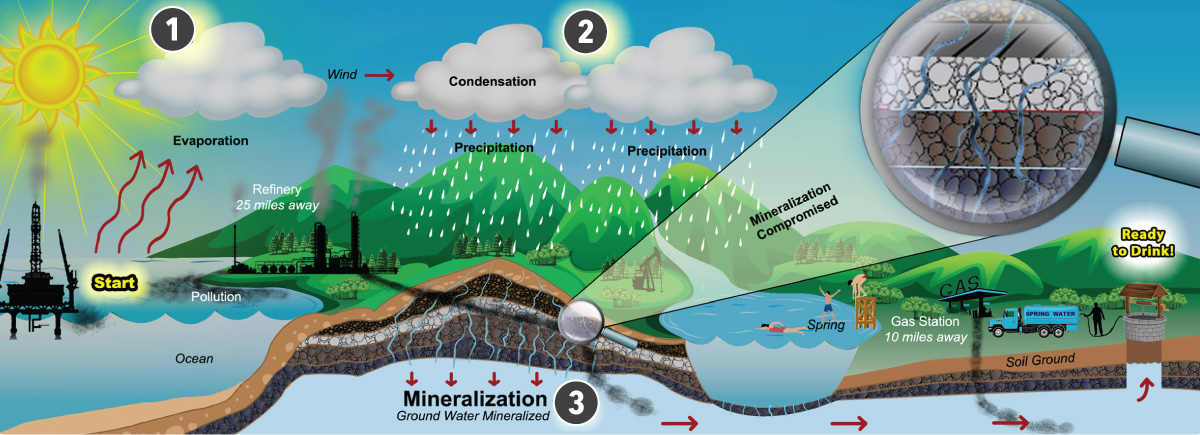 1
2
Wind
Condensation
Evaporation
Precipitation
Precipitation
Refinery
25 miles away
Mineralization
Compromised
Ready
to Drink!
Start
Pollution
GAS
SPRING WATER
Spring
Gas Station
10 miles away
Ocean
Soil Ground
Mineralization
Ground Water Mineralized
3